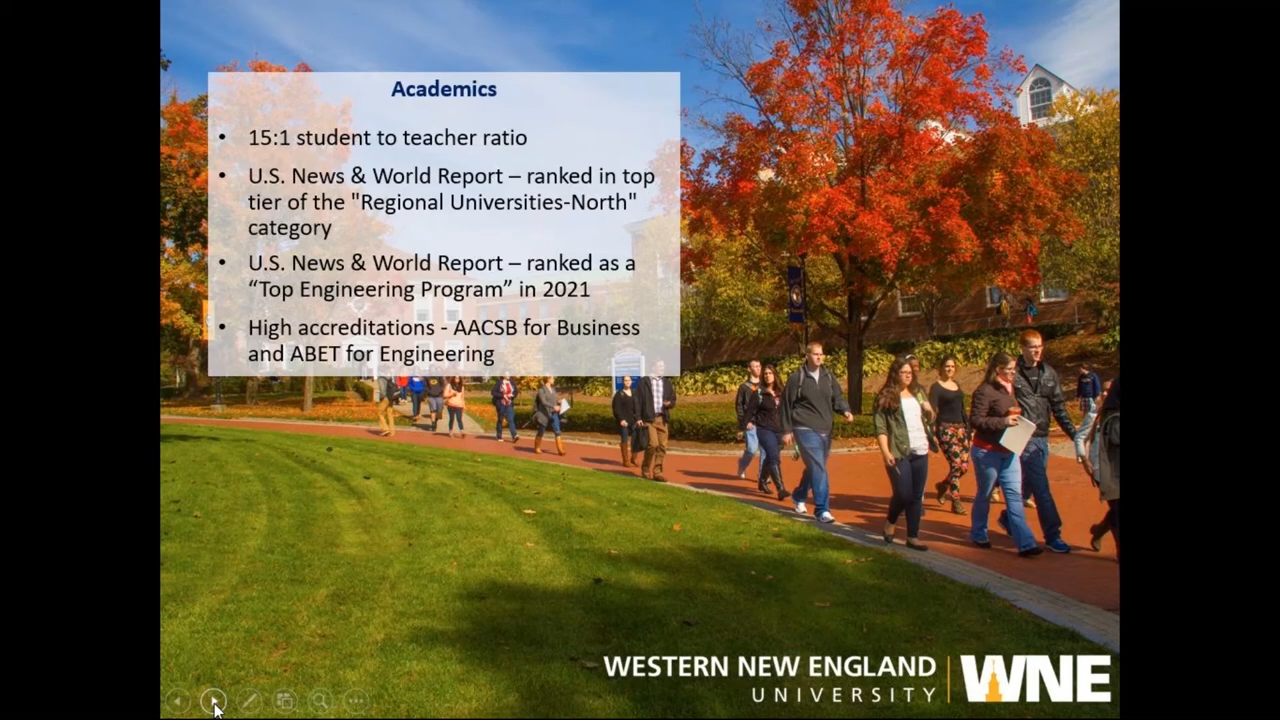 Academics
• 15:1 student to teacher ratio
• U.S. News & World Report – ranked in top
tier of the "Regional Universities-North"
category
• U.S. News & World Report – ranked as a
“Top Engineering Program” in 2021
• High accreditations - AACSB for Business
and ABET for Engineering
WESTERN NEW ENGLAND
UNIVERSITY
WNE